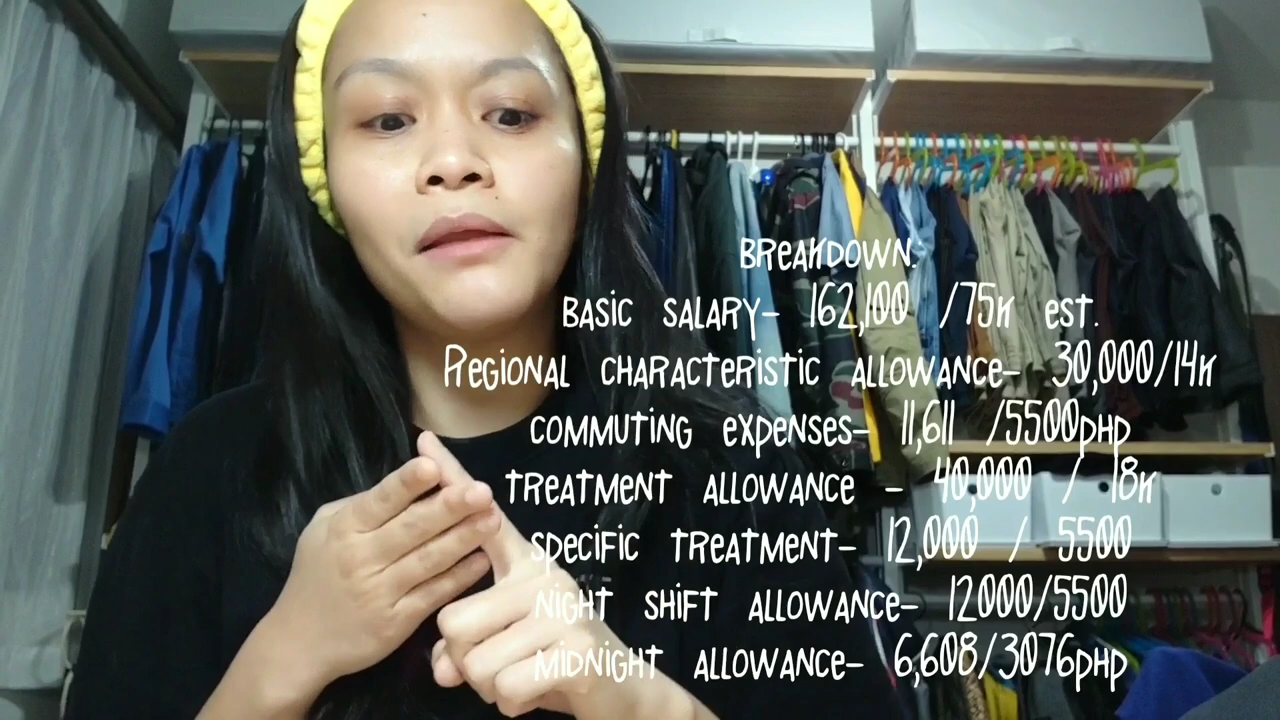 BREAKDOWN:
BASIC SALARY- 162,100 /75K est.
REGIONAL CHARACTERISTIC ALLOWANCE- 30,000/14K
COMMUTING EXPENSES- 11,611 /5500PHP
TREATMENT ALLOWANCE - 40,000 / 18K
SPECIFIC TREATMENT- 12,000 / 5500
NIGHT SHIFT ALLOWANCE- 12000/5500
MIDNIGHT ALLOWANCE- 6,608/3076PHP